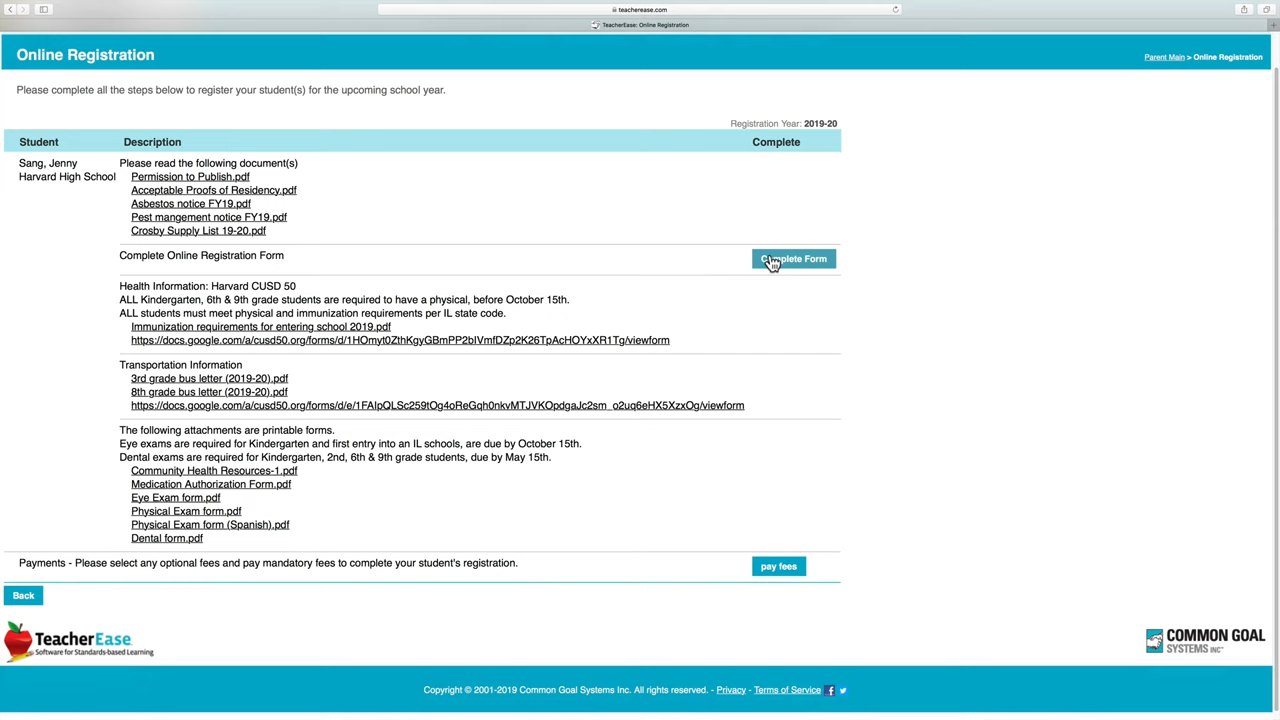 teacherease.com
TeacherEase: Online Registration
Online Registration
Parent Main > Online Registration
Please complete all the steps below to register your student(s) for the upcoming school year.
Registration Year: 2019-20
Student Description Complete
Sang, Jenny Please read the following document(s)
Harvard High School Permission to Publish.pdf
Acceptable Proofs of Residency.pdf
Asbestos notice FY19.pdf
Pest mangement notice FY19.pdf
Crosby Supply List 19-20.pdf
Complete Online Registration Form Complete Form
Health Information: Harvard CUSD 50
ALL Kindergarten, 6th & 9th grade students are required to have a physical, before October 15th.
ALL students must meet physical and immunization requirements per IL state code.
Immunization requirements for entering school 2019.pdf
https://docs.google.com/a/cusd50.org/forms/d/1HOmyt0ZthKgyGBmPP2bIVmfDZp2K26TpAcHOYxXR1Tg/viewform
Transportation Information
3rd grade bus letter (2019-20).pdf
8th grade bus letter (2019-20).pdf
https://docs.google.com/a/cusd50.org/forms/d/e/1FAIpQLSc259tOg4oReGqh0nkvMTJVKOpdgaJc2sm_o2uq6eHX5XzxOg/viewform
The following attachments are printable forms.
Eye exams are required for Kindergarten and first entry into an IL schools, are due by October 15th.
Dental exams are required for Kindergarten, 2nd, 6th & 9th grade students, due by May 15th.
Community Health Resources-1.pdf
Medication Authorization Form.pdf
Eye Exam form.pdf
Physical Exam form.pdf
Physical Exam form (Spanish).pdf
Dental form.pdf
Payments - Please select any optional fees and pay mandatory fees to complete your student's registration. pay fees
Back
TeacherEase
Software for Standards-based Learning
COMMON GOAL
SYSTEMS INC
Copyright © 2001-2019 Common Goal Systems Inc. All rights reserved. - Privacy - Terms of Service